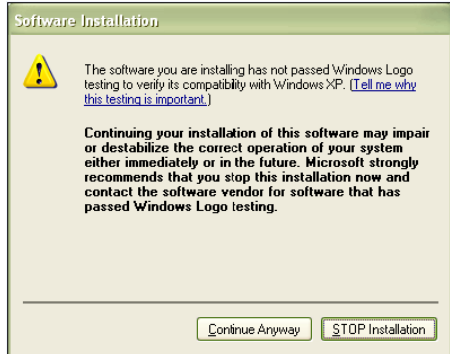 Software Installation
The software you are installing has not passed Windows Logo
testing to verify its compatibility with Windows XP. (Tell me why
this testing is important.)
Continuing your installation of this software may impair
or destabilize the correct operation of your system
either immediately or in the future. Microsoft strongly
recommends that you stop this installation now and
contact the software vendor for software that has
passed Windows Logo testing.
Continue Anyway
STOP Installation